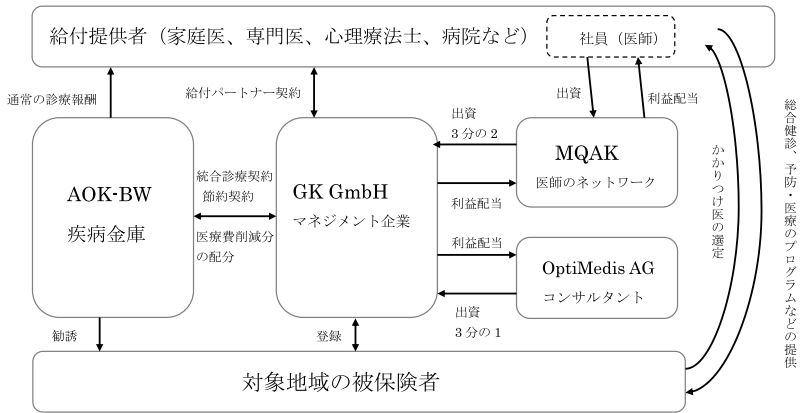 給付提供者（家庭医、専門医、心理療法士、病院など）
社員（医師）
通常の診療報酬
給付パートナー契約
出資
利益配当
出資
3分の2
AOK-BW
疾病金庫
統合診療契約
節約契約
医療費削減分
の配分
GK GmbH
マネジメント企業
利益配当
MQAK
医師のネットワーク
利益配当
OptiMedis AG
コンサルタント
出資
3分の1
かかりつけ医の選定
総合健診、予防・医療のプログラムなどの提供
勧誘
登録
対象地域の被保険者